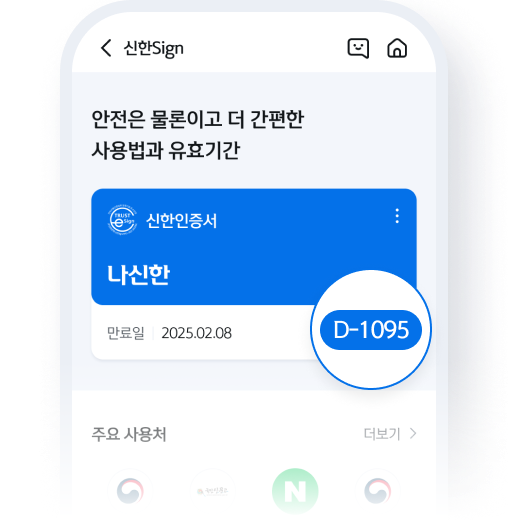 신한Sign
안전은 물론이고 더 간편한
사용법과 유효기간
TRUST
eSign
신한인증서
나신한
만료일
2025.02.08
D-1095
주요 사용처
더보기
N